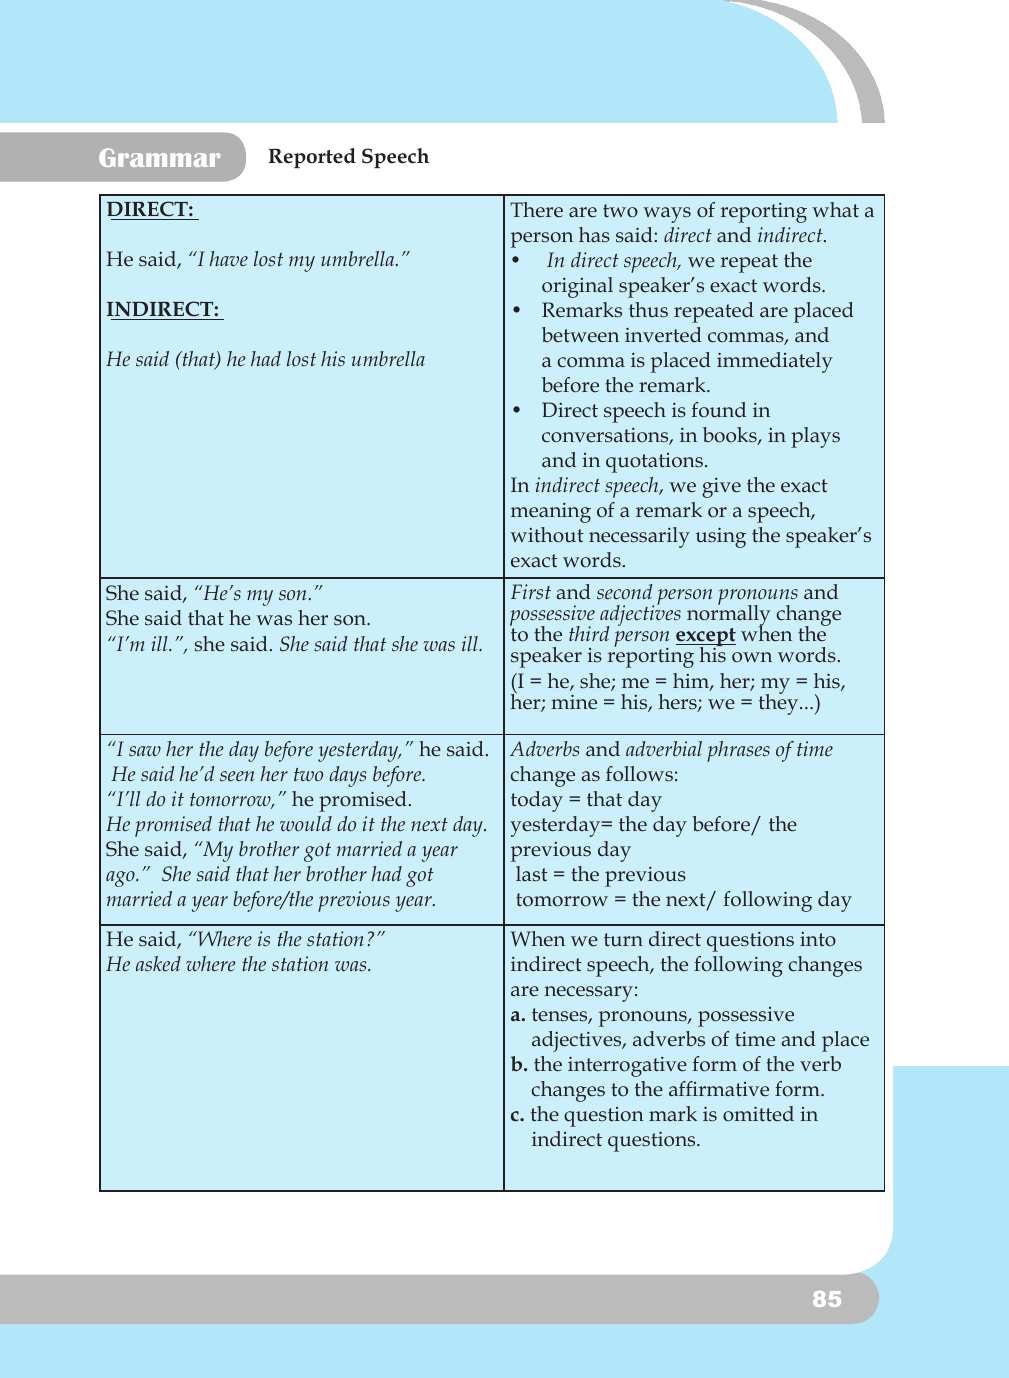 Grammar
Reported Speech
DIRECT:
He said, “I have lost my umbrella.”
INDIRECT:
He said (that) he had lost his umbrella
There are two ways of reporting what a
person has said: direct and indirect.
• In direct speech, we repeat the
original speaker’s exact words.
• Remarks thus repeated are placed
between inverted commas, and
a comma is placed immediately
before the remark.
• Direct speech is found in
conversations, in books, in plays
and in quotations.
In indirect speech, we give the exact
meaning of a remark or a speech,
without necessarily using the speaker’s
exact words.
She said, “He’s my son.”
She said that he was her son.
“I’m ill.”, she said. She said that she was ill.
First and second person pronouns and
possessive adjectives normally change
to the third person except when the
speaker is reporting his own words.
(I = he, she; me = him, her; my = his,
her; mine = his, hers; we = they...)
“I saw her the day before yesterday,” he said.
He said he’d seen her two days before.
“I’ll do it tomorrow,” he promised.
He promised that he would do it the next day.
She said, “My brother got married a year
ago.” She said that her brother had got
married a year before/the previous year.
Adverbs and adverbial phrases of time
change as follows:
today = that day
yesterday= the day before/ the
previous day
last = the previous
tomorrow = the next/ following day
He said, “Where is the station?”
He asked where the station was.
When we turn direct questions into
indirect speech, the following changes
are necessary:
a. tenses, pronouns, possessive
adjectives, adverbs of time and place
b. the interrogative form of the verb
changes to the affirmative form.
c. the question mark is omitted in
indirect questions.
85